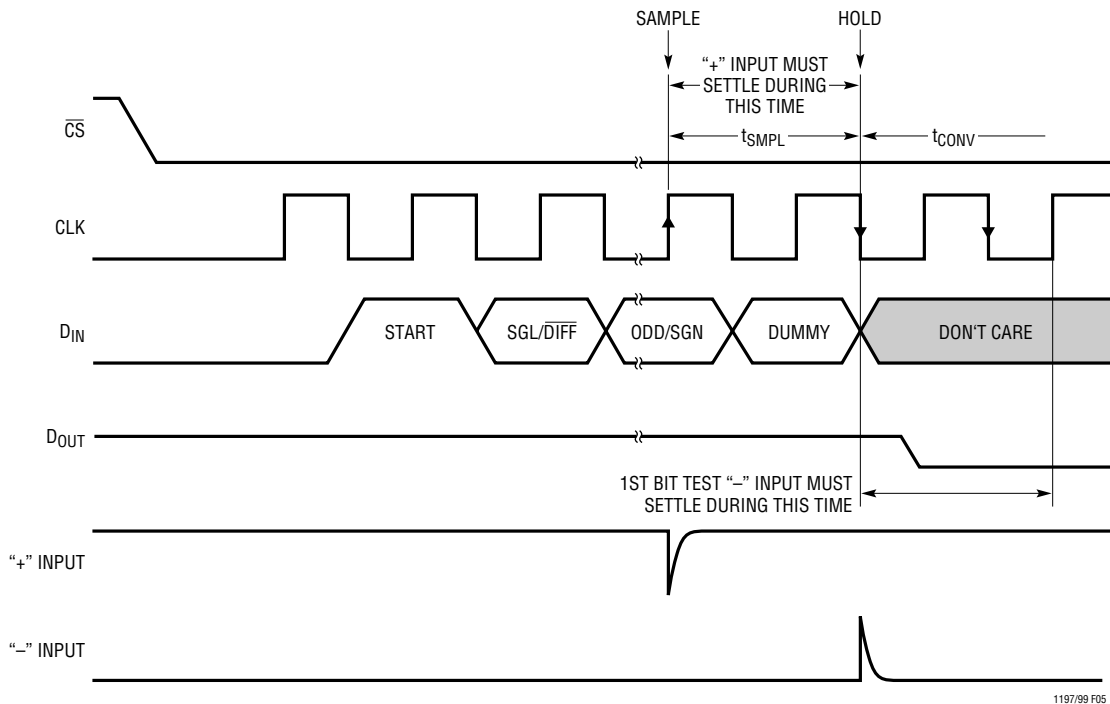 SAMPLE
HOLD
“+” INPUT MUST
SETTLE DURING
THIS TIME
CS
tSMPL
tCONV
CLK
DIN
START
SGL/DIFF
ODD/SGN
DUMMY
DON‘T CARE
DOUT
1ST BIT TEST “–” INPUT MUST
SETTLE DURING THIS TIME
“+” INPUT
“–” INPUT
1197/99 F05